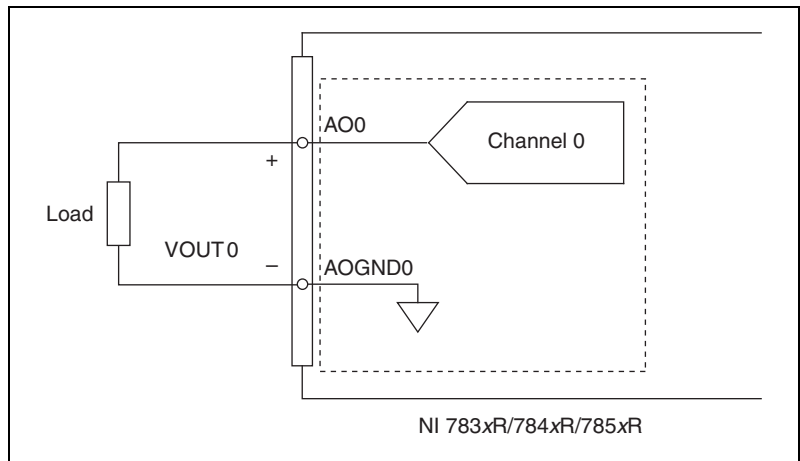 AO0
Channel 0
+
Load
VOUT0
–
AOGND0
NI 783xR/784xR/785xR